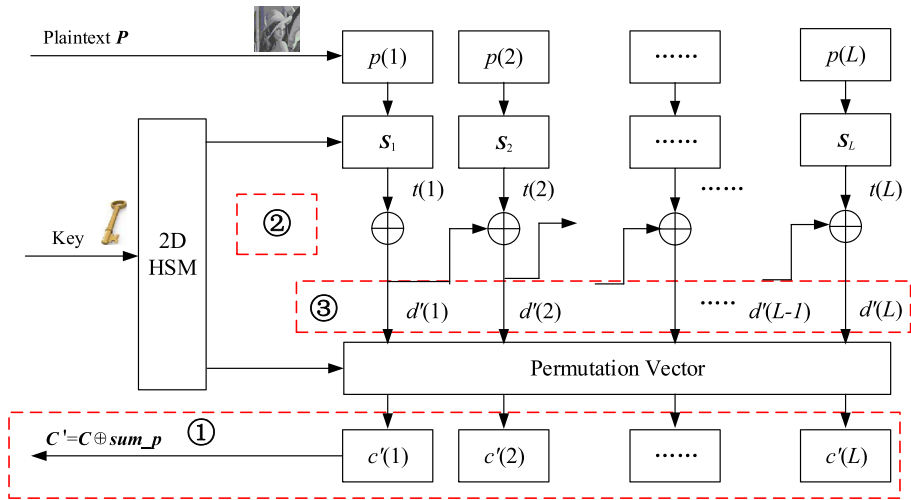 Plaintext P
p(1) p(2) …… p(L)
S1 S2 …… SL
t(1) t(2) …… t(L)
②
Key
2D
HSM
③ d'(1) d'(2) …… d'(L-1) d'(L)
Permutation Vector
①
C'=C⊕sum_p
c'(1) c'(2) …… c'(L)